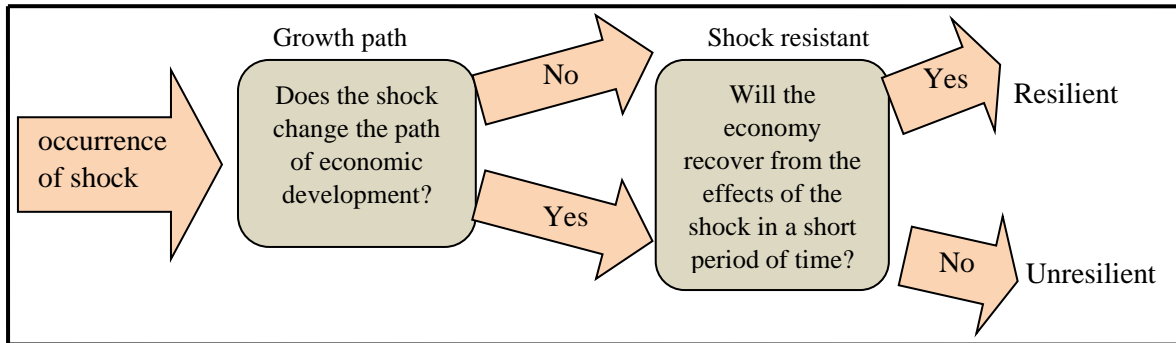 occurrence
of shock
Growth path
Does the shock
change the path
of economic
development?
No
Yes
Shock resistant
Will the
economy
recover from the
effects of the
shock in a short
period of time?
Yes
Resilient
No
Unresilient